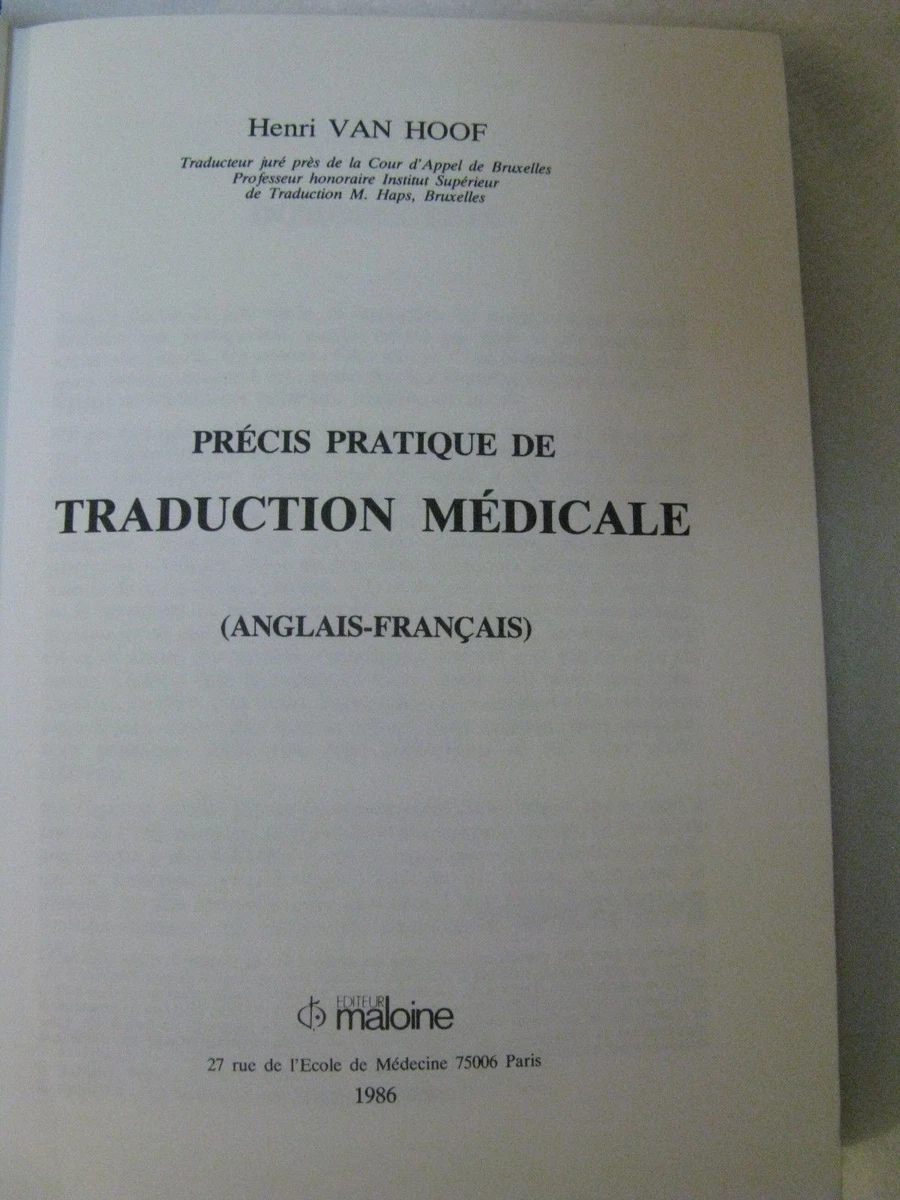 Henri VAN HOOF
Traducteur juré près de la Cour d'Appel de Bruxelles
Professeur honoraire Institut Supérieur
de Traduction M. Haps, Bruxelles
PRÉCIS PRATIQUE DE
TRADUCTION MÉDICALE
(ANGLAIS-FRANÇAIS)
EDITEUR
maloine
27 rue de l'Ecole de Médecine 75006 Paris
1986